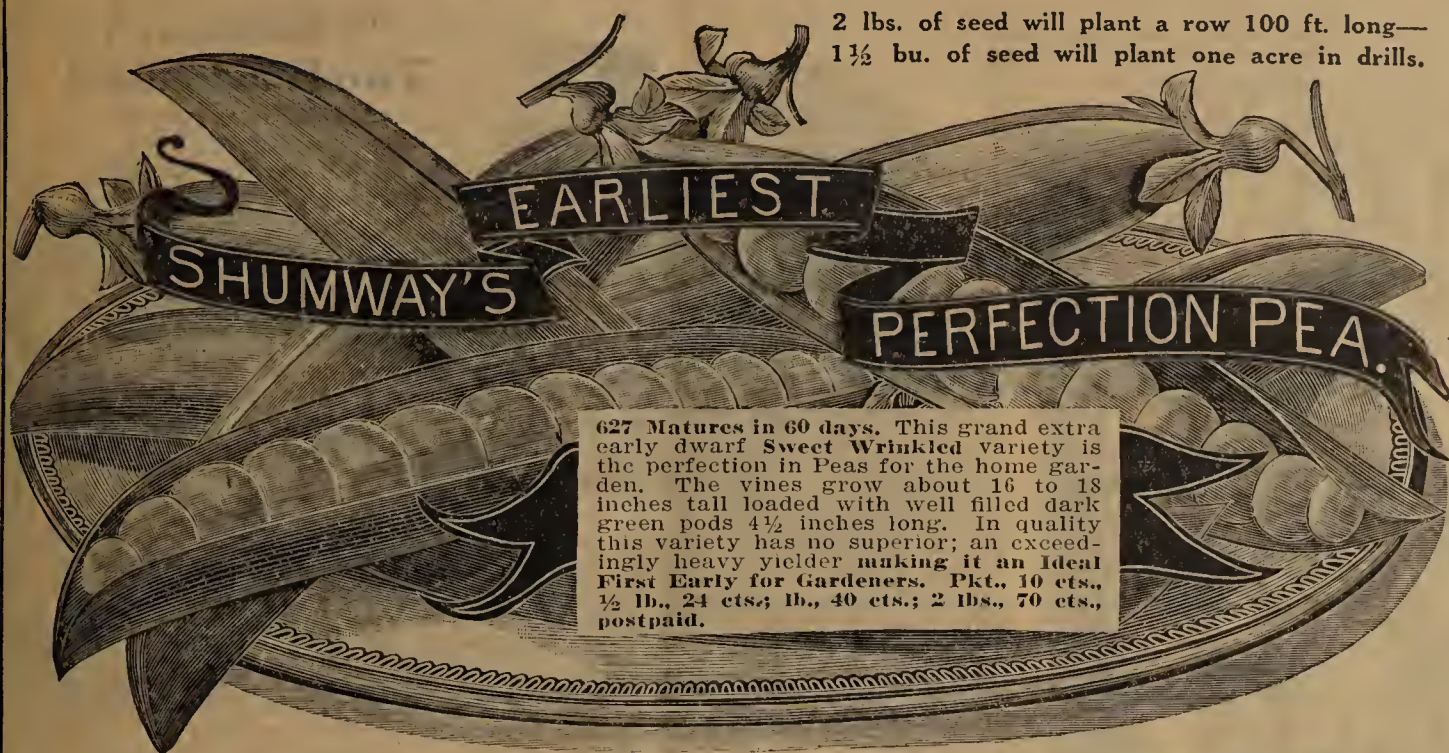 2 lbs. of seed will plant a row 100 ft. long—
1½ bu. of seed will plant one acre in drills.
SHUMWAY'S
EARLIEST
PERFECTION PEA.
627 Matures in 60 days. This grand extra
early dwarf Sweet Wrinkled variety is
the perfection in Peas for the home gar-
den. The vines grow about 16 to 18
inches tall loaded with well filled dark
green pods 4½ inches long. In quality
this variety has no superior; an exceed-
ingly heavy yielder making it an Ideal
First Early for Gardeners. Pkt., 10 cts.,
½ lb., 24 cts.; lb., 40 cts.; 2 lbs., 70 cts.,
postpaid.